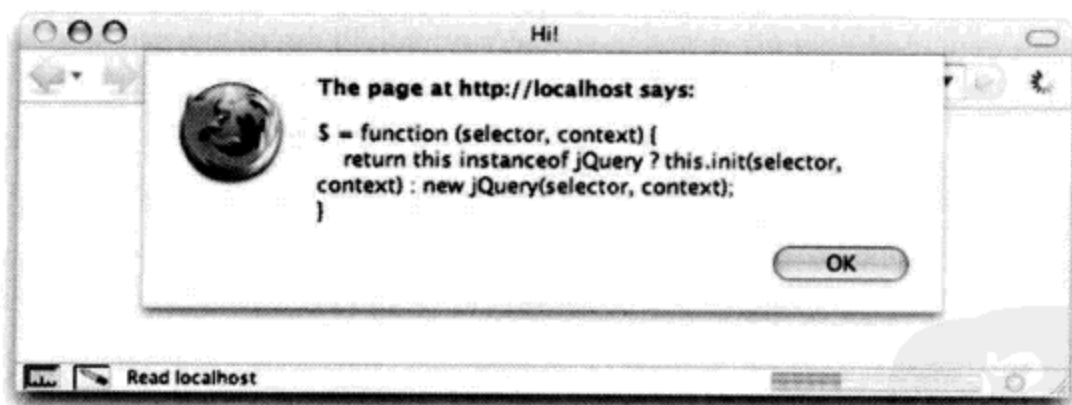 Hi!
The page at http://localhost says:
$ = function (selector, context) {
return this instanceof jQuery ? this.init(selector,
context) : new jQuery(selector, context);
}
OK
Read localhost